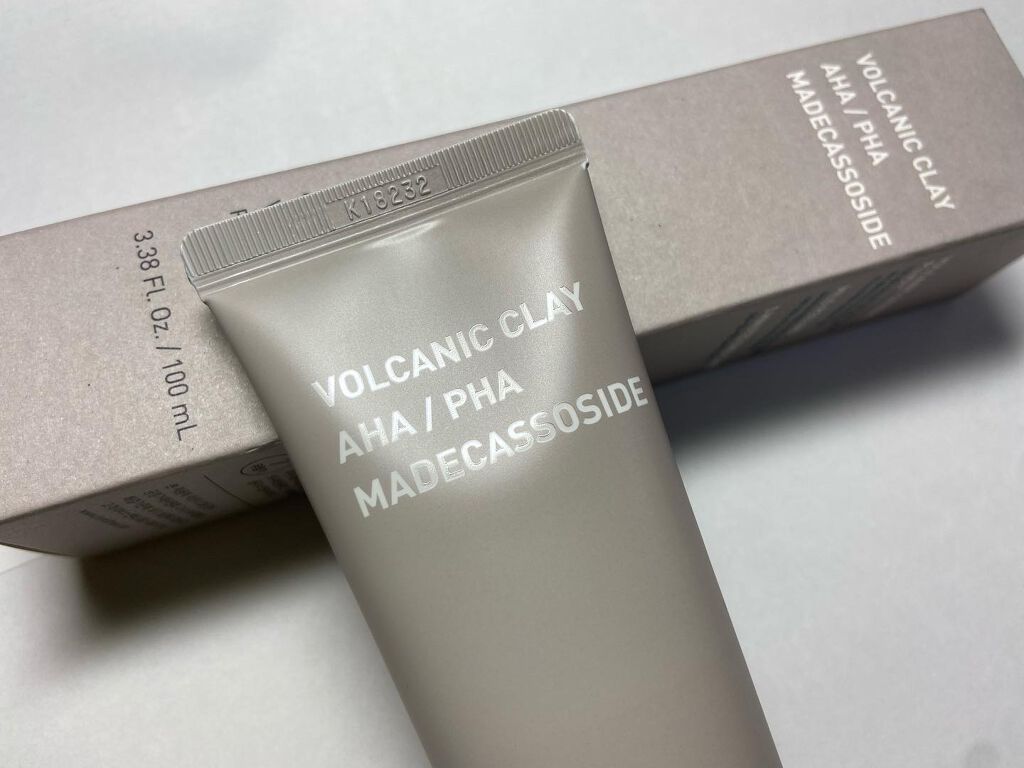 K18232
VOLCANIC CLAY
AHA / PHA
MADECASSOSIDE
VOLCANIC CLAY
AHA / PHA
MADECASSOSIDE
3.38 Fl. Oz. / 100 mL